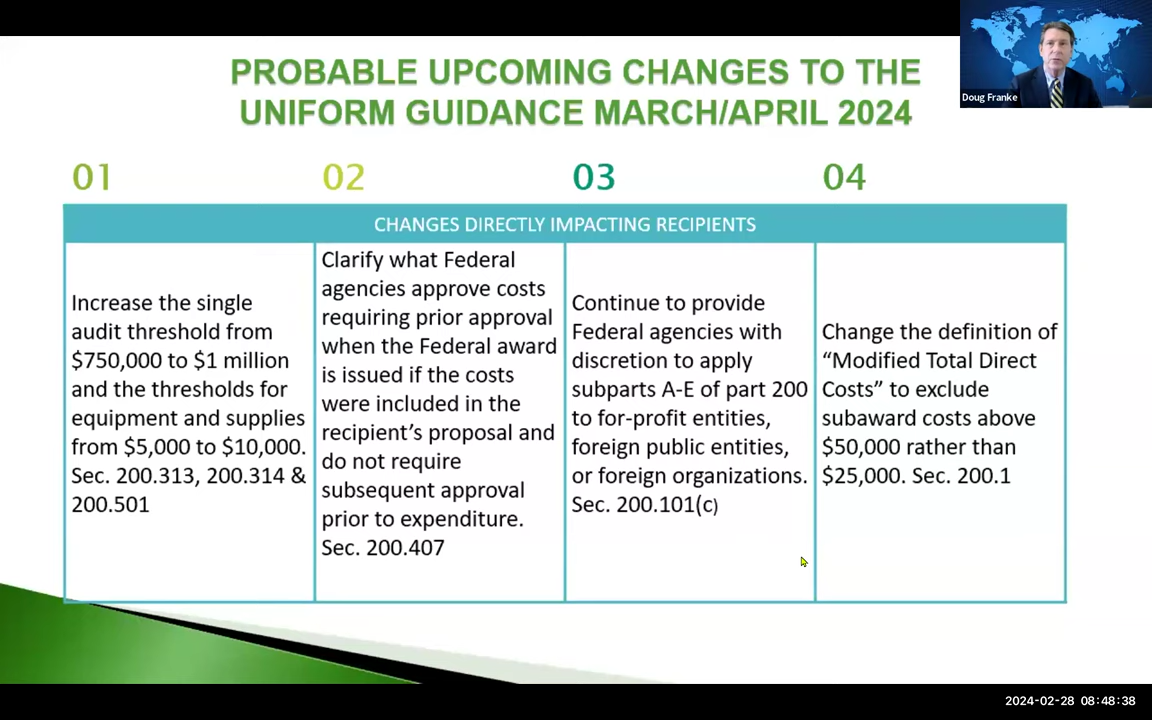 PROBABLE UPCOMING CHANGES TO THE
UNIFORM GUIDANCE MARCH/APRIL 2024
Doug Franke
01
02
03
04
CHANGES DIRECTLY IMPACTING RECIPIENTS
Increase the single
audit threshold from
$750,000 to $1 million
and the thresholds for
equipment and supplies
from $5,000 to $10,000.
Sec. 200.313, 200.314 &
200.501
Clarify what Federal
agencies approve costs
requiring prior approval
when the Federal award
is issued if the costs
were included in the
recipient’s proposal and
do not require
subsequent approval
prior to expenditure.
Sec. 200.407
Continue to provide
Federal agencies with
discretion to apply
subparts A-E of part 200
to for-profit entities,
foreign public entities,
or foreign organizations.
Sec. 200.101(c)
Change the definition of
“Modified Total Direct
Costs” to exclude
subaward costs above
$50,000 rather than
$25,000. Sec. 200.1
2024-02-28 08:48:38